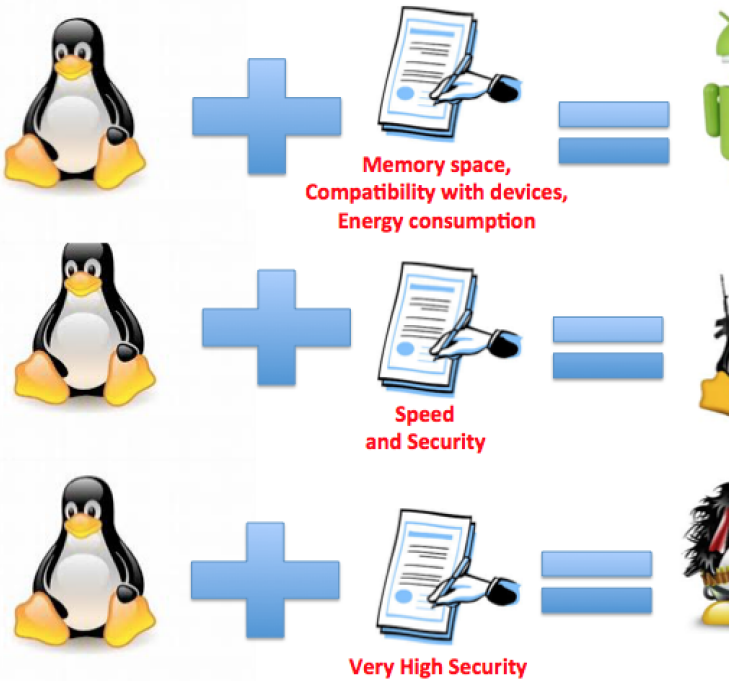 Memory space,
Compatibility with devices,
Energy consumption
Speed
and Security
Very High Security